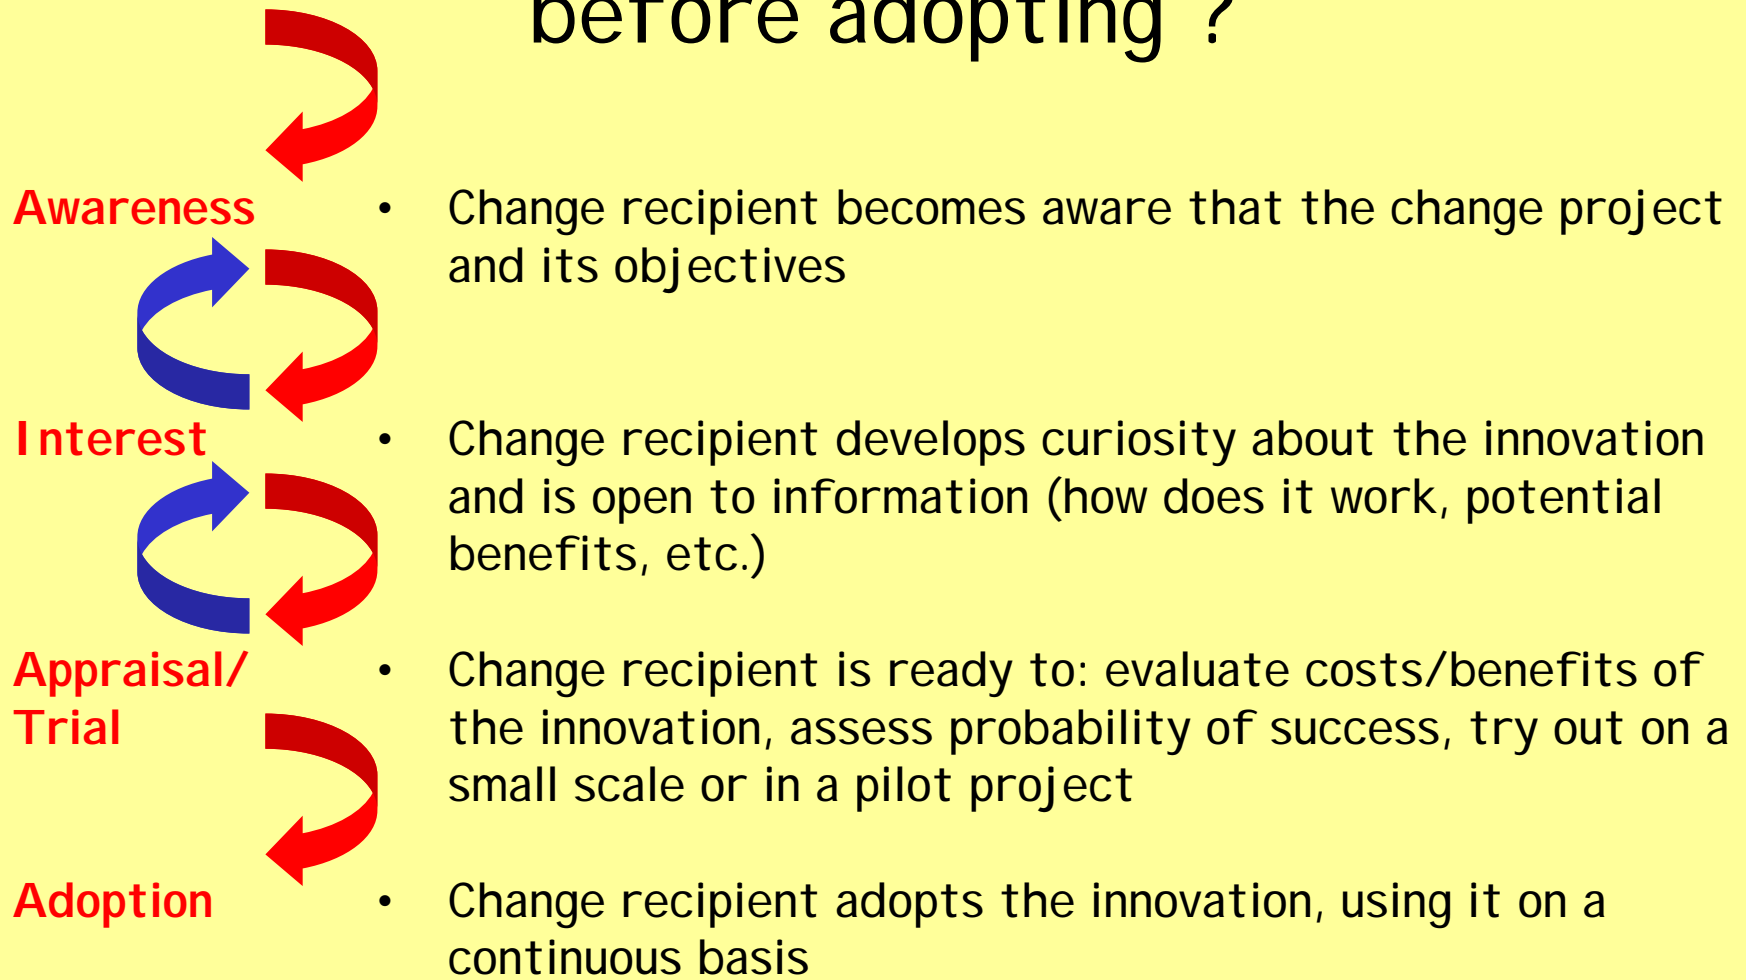 before adopting ?
Awareness • Change recipient becomes aware that the change project
and its objectives
Interest • Change recipient develops curiosity about the innovation
and is open to information (how does it work, potential
benefits, etc.)
Appraisal/ • Change recipient is ready to: evaluate costs/benefits of
Trial the innovation, assess probability of success, try out on a
small scale or in a pilot project
Adoption • Change recipient adopts the innovation, using it on a
continuous basis